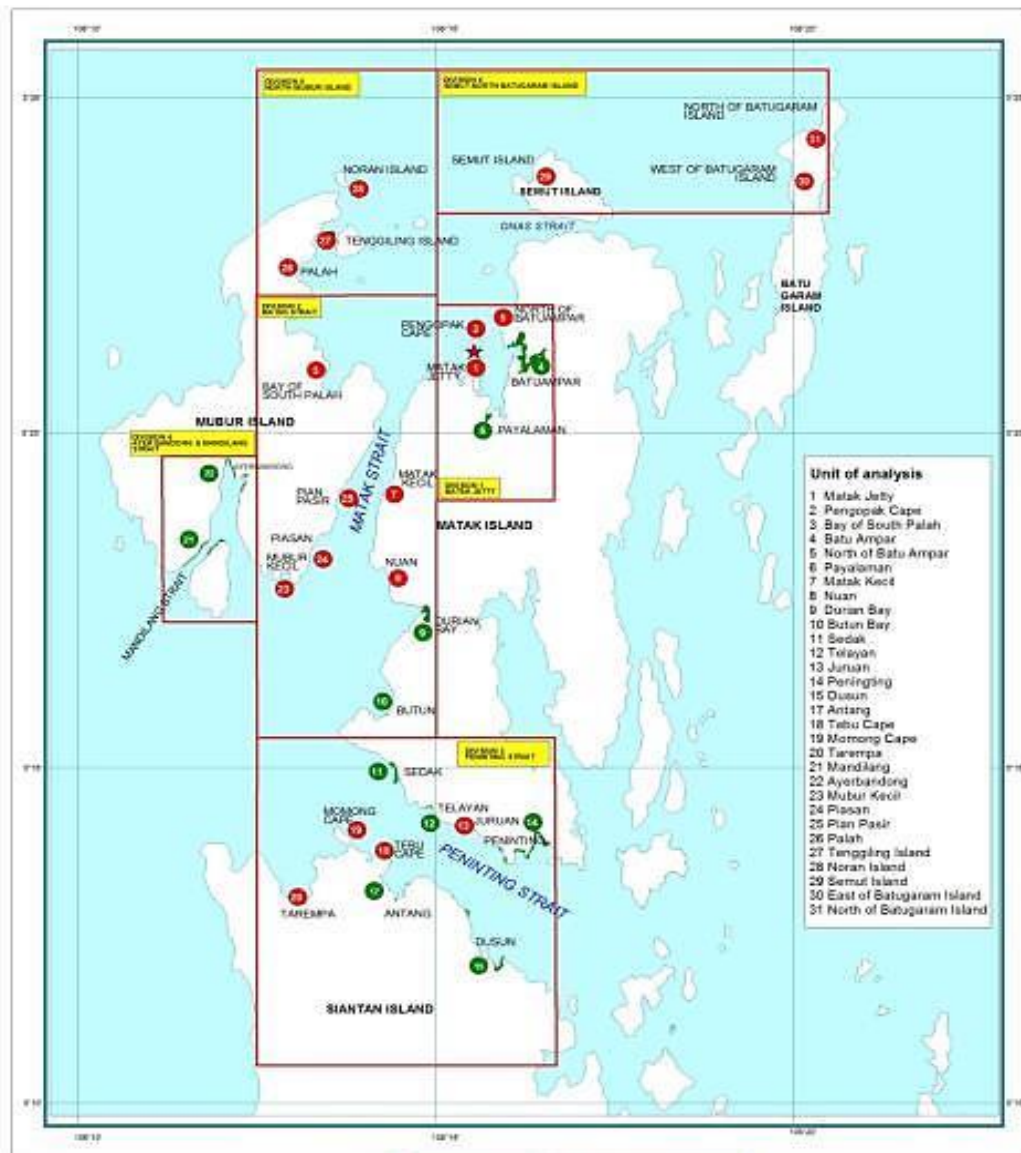 NORTH OF BATUGARAM
ISLAND
SEMUT ISLAND
WEST OF BATUGARAM
ISLAND
NORAN ISLAND
SEMUT ISLAND
TENGGILING ISLAND
PALAH
BATU
GARAM
ISLAND
NORTH OF
BATUAMPAR
PENGOPAK
CAPE
MATAK
JETTY
BATUAMPAR
BAY OF
SOUTH PALAH
MUBUR ISLAND
PAYALAMAN
MATAK STRAIT
MATAK
KECIL
PIAN
PASIR
MATAK ISLAND
PIASAN
MUBUR
KECIL
NUAN
MANDILANG STRAIT
DURIAN
BAY
BUTUN
SEDAK
TELAYAN
MOMONG
CAPE
JURUAN
PENINTING
PENINTING STRAIT
TAREMPA
ANTANG
DUSUN
SIANTAN ISLAND
Unit of analysis
1 Matak Jetty
2 Pengopak Cape
3 Bay of South Palah
4 Batu Ampar
5 North of Batu Ampar
6 Payalaman
7 Matak Kecil
8 Nuan
9 Durian Bay
10 Butun Bay
11 Sedak
12 Telayan
13 Juruan
14 Peningting
15 Dusun
17 Antang
18 Tebu Cape
19 Momong Cape
20 Tarempa
21 Mandilang
22 Ayerbandong
23 Mubur Kecil
24 Piasan
25 Pian Pasir
26 Palah
27 Tenggiling Island
28 Noran Island
29 Semut Island
30 East of Batugaram Island
31 North of Batugaram Island